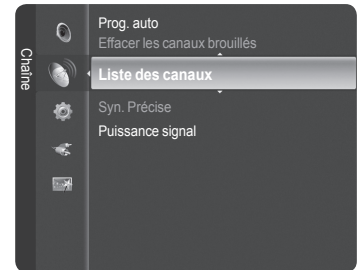 Chaîne
Prog. auto
Effacer les canaux brouillés
Liste des canaux
Syn. Précise
Puissance signal